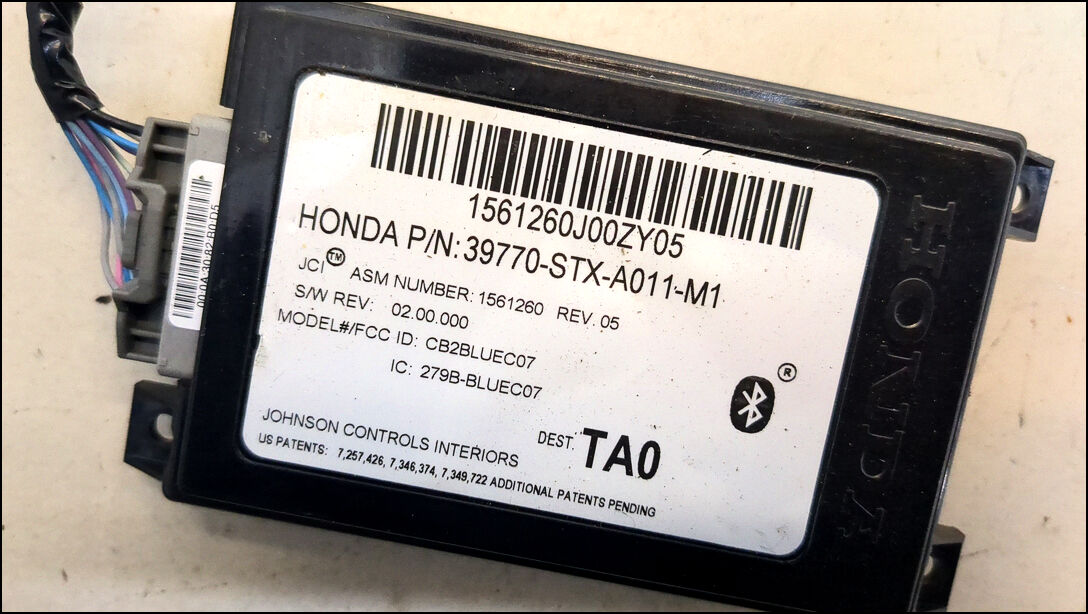 1561260J00ZY05
HONDA P/N: 39770-STX-A011-M1
JCI™ ASM NUMBER: 1561260 REV. 05
S/W REV: 02.00.000
MODEL#/FCC ID: CB2BLUEC07
IC: 279B-BLUEC07
JOHNSON CONTROLS INTERIORS
DEST. TA0
US PATENTS: 7,257,426, 7,346,374, 7,349,722 ADDITIONAL PATENTS PENDING
®
HONDA